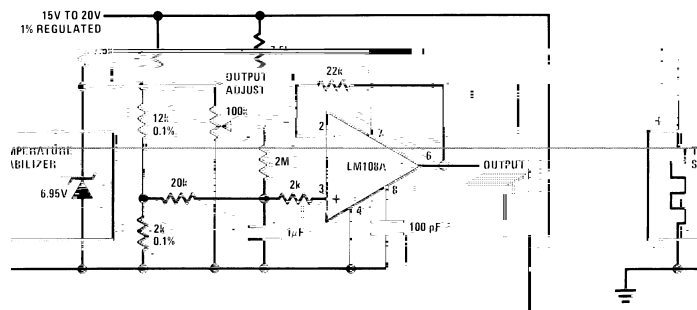 15V TO 20V
1% REGULATED
22k
OUTPUT
ADJUST
100k
12k
0.1%
2
7
2M
LM108A
6
OUTPUT
6.95V
20k
2k
3
+
8
4
2k
0.1%
1µF
100 pF